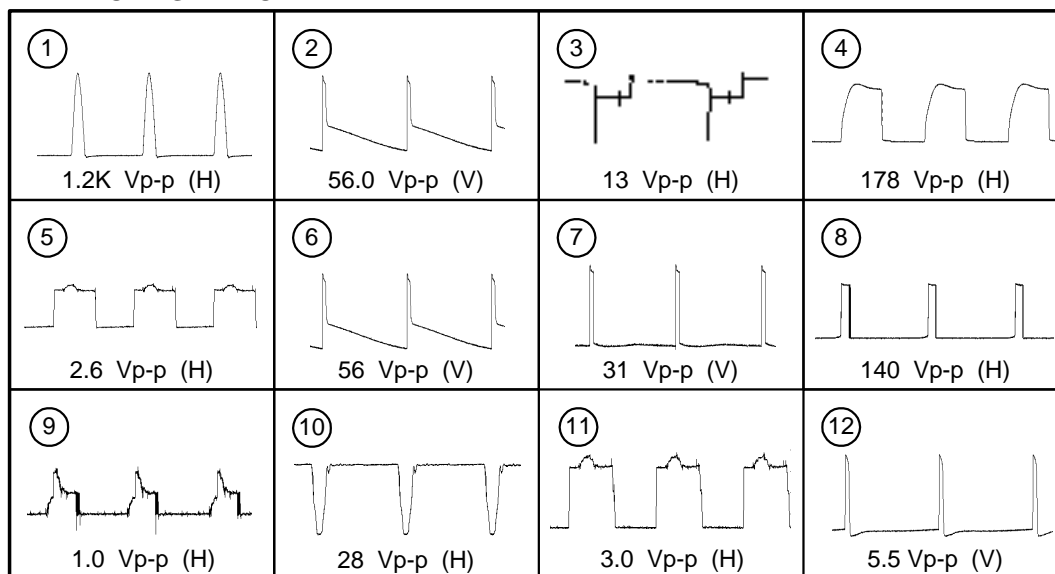 1 2 3 4
1.2K Vp-p (H) 56.0 Vp-p (V) 13 Vp-p (H) 178 Vp-p (H)
5 6 7 8
2.6 Vp-p (H) 56 Vp-p (V) 31 Vp-p (V) 140 Vp-p (H)
9 10 11 12
1.0 Vp-p (H) 28 Vp-p (H) 3.0 Vp-p (H) 5.5 Vp-p (V)